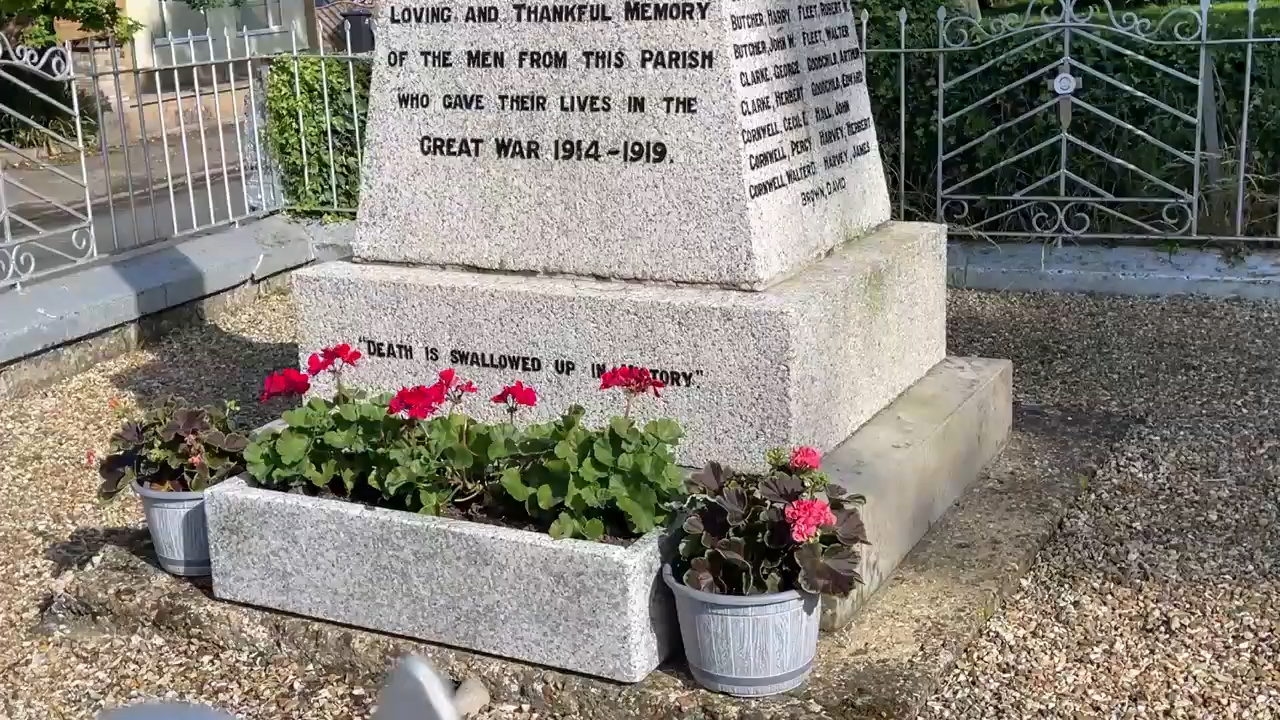 LOVING AND THANKFUL MEMORY
OF THE MEN FROM THIS PARISH
WHO GAVE THEIR LIVES IN THE
GREAT WAR 1914-1919.
"DEATH IS SWALLOWED UP IN VICTORY"
BUTCHER, HARRY. FLEET, ROBERT W.
BUTCHER, JOHN W. FLEET, WALTER
CLARKE, GEORGE GOODCHILD, ARTHUR
CLARKE, HERBERT GOODCHILD, EDWARD
CORNWELL, CECIL E. HALL, JOHN
CORNWELL, PERCY HARVEY, HERBERT
CORNWELL, WALTER J. HARVEY, JAMES
BROWN, DAVID